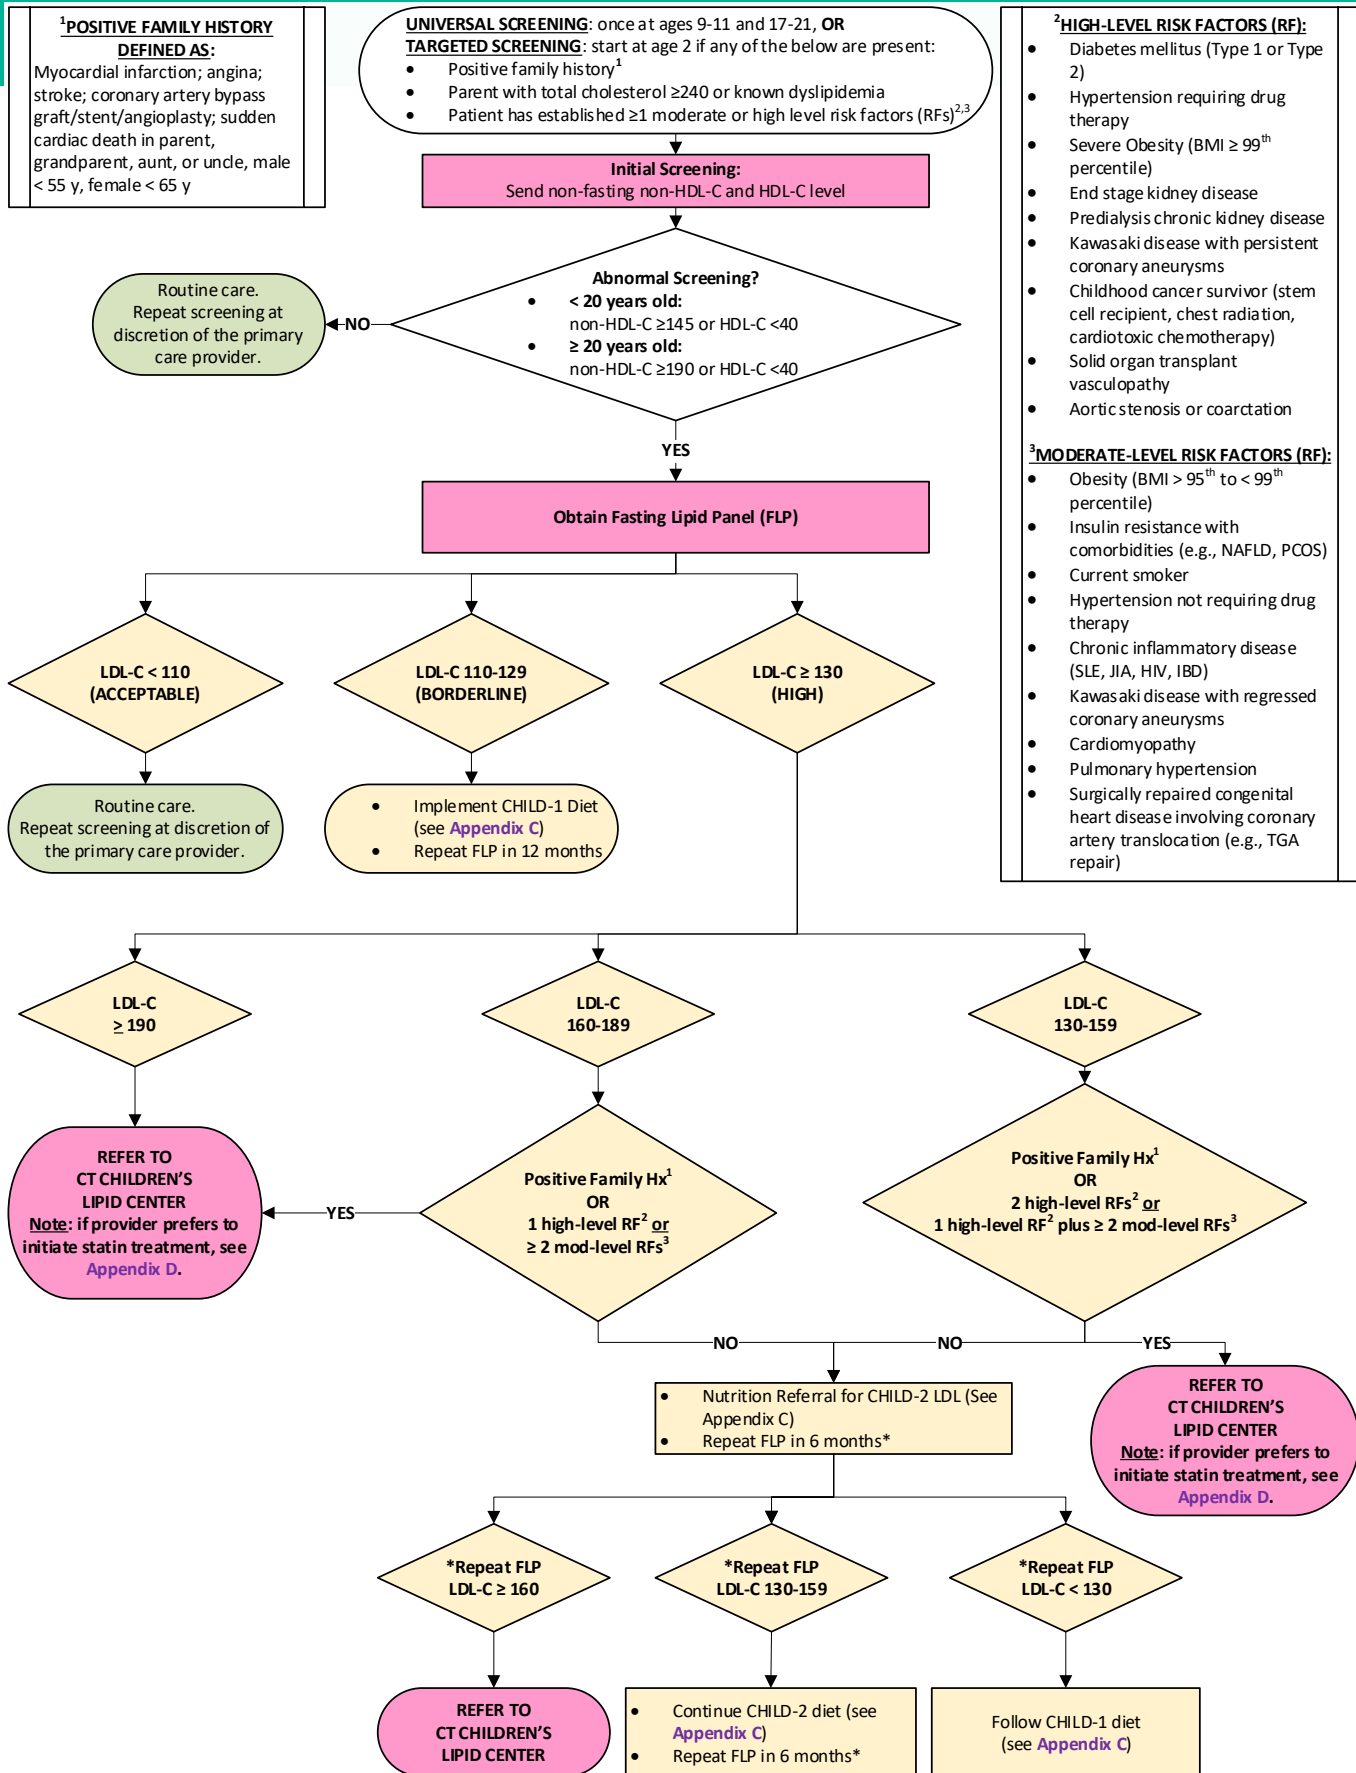 ¹POSITIVE FAMILY HISTORY
DEFINED AS:
Myocardial infarction; angina;
stroke; coronary artery bypass
graft/stent/angioplasty; sudden
cardiac death in parent,
grandparent, aunt, or uncle, male
< 55 y, female < 65 y
UNIVERSAL SCREENING: once at ages 9-11 and 17-21, OR
TARGETED SCREENING: start at age 2 if any of the below are present:
• Positive family history¹
• Parent with total cholesterol ≥240 or known dyslipidemia
• Patient has established ≥1 moderate or high level risk factors (RFs)²,³
Initial Screening:
Send non-fasting non-HDL-C and HDL-C level
Abnormal Screening?
• < 20 years old:
non-HDL-C ≥145 or HDL-C <40
• ≥ 20 years old:
non-HDL-C ≥190 or HDL-C <40
NO
Routine care.
Repeat screening at
discretion of the primary
care provider.
YES
Obtain Fasting Lipid Panel (FLP)
LDL-C < 110
(ACCEPTABLE)
LDL-C 110-129
(BORDERLINE)
LDL-C ≥ 130
(HIGH)
Routine care.
Repeat screening at discretion of
the primary care provider.
• Implement CHILD-1 Diet
(see Appendix C)
• Repeat FLP in 12 months
²HIGH-LEVEL RISK FACTORS (RF):
• Diabetes mellitus (Type 1 or Type
2)
• Hypertension requiring drug
therapy
• Severe Obesity (BMI ≥ 99th
percentile)
• End stage kidney disease
• Predialysis chronic kidney disease
• Kawasaki disease with persistent
coronary aneurysms
• Childhood cancer survivor (stem
cell recipient, chest radiation,
cardiotoxic chemotherapy)
• Solid organ transplant
vasculopathy
• Aortic stenosis or coarctation
³MODERATE-LEVEL RISK FACTORS (RF):
• Obesity (BMI > 95th to < 99th
percentile)
• Insulin resistance with
comorbidities (e.g., NAFLD, PCOS)
• Current smoker
• Hypertension not requiring drug
therapy
• Chronic inflammatory disease
(SLE, JIA, HIV, IBD)
• Kawasaki disease with regressed
coronary aneurysms
• Cardiomyopathy
• Pulmonary hypertension
• Surgically repaired congenital
heart disease involving coronary
artery translocation (e.g., TGA
repair)
LDL-C
≥ 190
LDL-C
160-189
LDL-C
130-159
REFER TO
CT CHILDREN'S
LIPID CENTER
Note: if provider prefers to
initiate statin treatment, see
Appendix D.
YES
Positive Family Hx¹
OR
1 high-level RF² or
≥ 2 mod-level RFs³
Positive Family Hx¹
OR
2 high-level RFs² or
1 high-level RF² plus ≥ 2 mod-level RFs³
NO
NO
YES
• Nutrition Referral for CHILD-2 LDL (See
Appendix C)
• Repeat FLP in 6 months*
REFER TO
CT CHILDREN'S
LIPID CENTER
Note: if provider prefers to
initiate statin treatment, see
Appendix D.
*Repeat FLP
LDL-C ≥ 160
*Repeat FLP
LDL-C 130-159
*Repeat FLP
LDL-C < 130
REFER TO
CT CHILDREN'S
LIPID CENTER
• Continue CHILD-2 diet (see
Appendix C)
• Repeat FLP in 6 months*
Follow CHILD-1 diet
(see Appendix C)